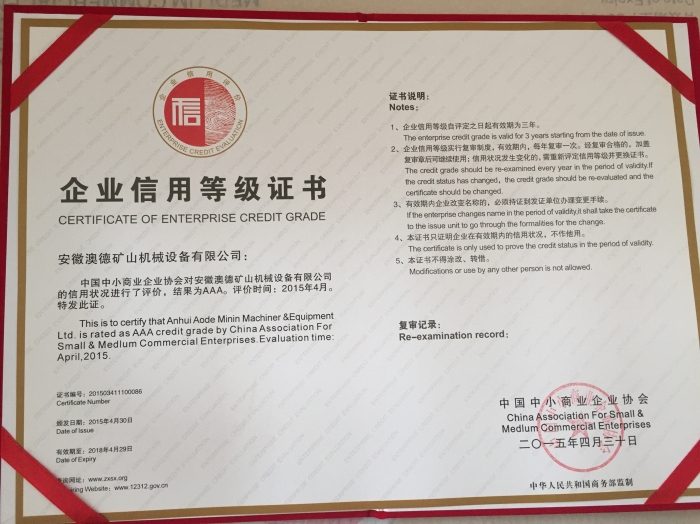 企业信用评价
信
ENTERPRISE CREDIT EVALUATION
企业信用等级证书
CERTIFICATE OF ENTERPRISE CREDIT GRADE
安徽澳德矿山机械设备有限公司：
中国中小商业企业协会对安徽澳德矿山机械设备有限公司
的信用状况进行了评价，结果为AAA。评价时间：2015年4月。
特发此证。
This is to certify that Anhui Aode Minin Machiner &Equipment
Ltd. is rated as AAA credit grade by China Association For
Small & Medlum Commercial Enterprises.Evaluation time:
April,2015.
证书编号：201503411100086
Certificate Number
颁发日期：2015年4月30日
Date of Issue
有效期至：2018年4月29日
Date of Expiry
查询网址：www.zxsx.org
ring Website：www.12312.gov.cn
证书说明：
Notes：
1、企业信用等级自评定之日起有效期为三年。
The enterprise credit grade is valid for 3 years starting from the date of issue.
2、企业信用等级实行复审制度，有效期内，每年复审一次。经复审合格的，加盖
复审章后可继续使用；信用状况发生变化的，需重新评定信用等级并更换证书。
The credit grade should be re-examined every year in the period of validity.If
the credit status has changed，the credit grade should be re-evaluated and the
certificate should be changed.
3、有效期内企业改变名称的，必须持证到发证单位办理变更手续。
If the enterprise changes name in the period of validity,it shall take the certificate
to the issue unit to go through the formalities for the change.
4、本证书只证明企业在有效期内的信用状况，不作他用。
The certificate is only used to prove the credit status in the period of validity.
5、本证书不得涂改、转借。
Modifications or use by any other person is not allowed.
复审记录：
Re-examination record：
中国中小商业企业协会
China Association For Small &
Medlum Commercial Enterprises
二〇一五年四月三十日
中华人民共和国商务部监制